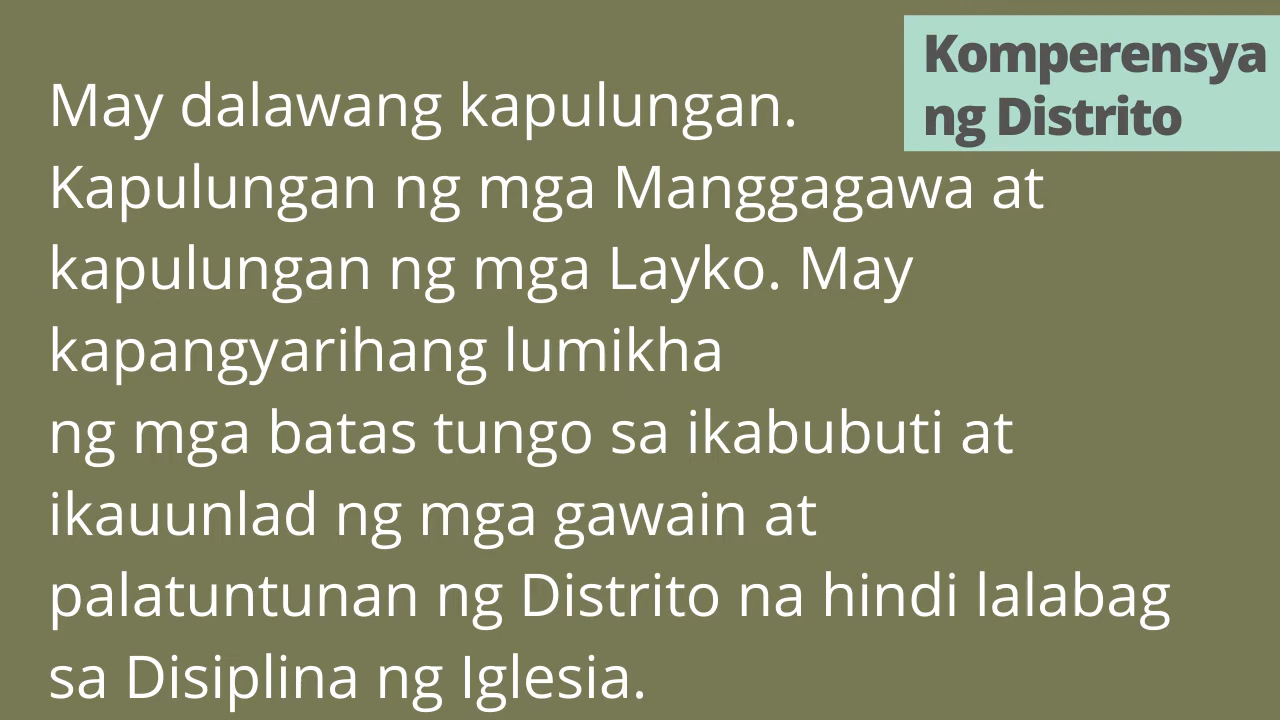 Komperensya
ng Distrito
May dalawang kapulungan.
Kapulungan ng mga Manggagawa at
kapulungan ng mga Layko. May
kapangyarihang lumikha
ng mga batas tungo sa ikabubuti at
ikauunlad ng mga gawain at
palatuntunan ng Distrito na hindi lalabag
sa Disiplina ng Iglesia.